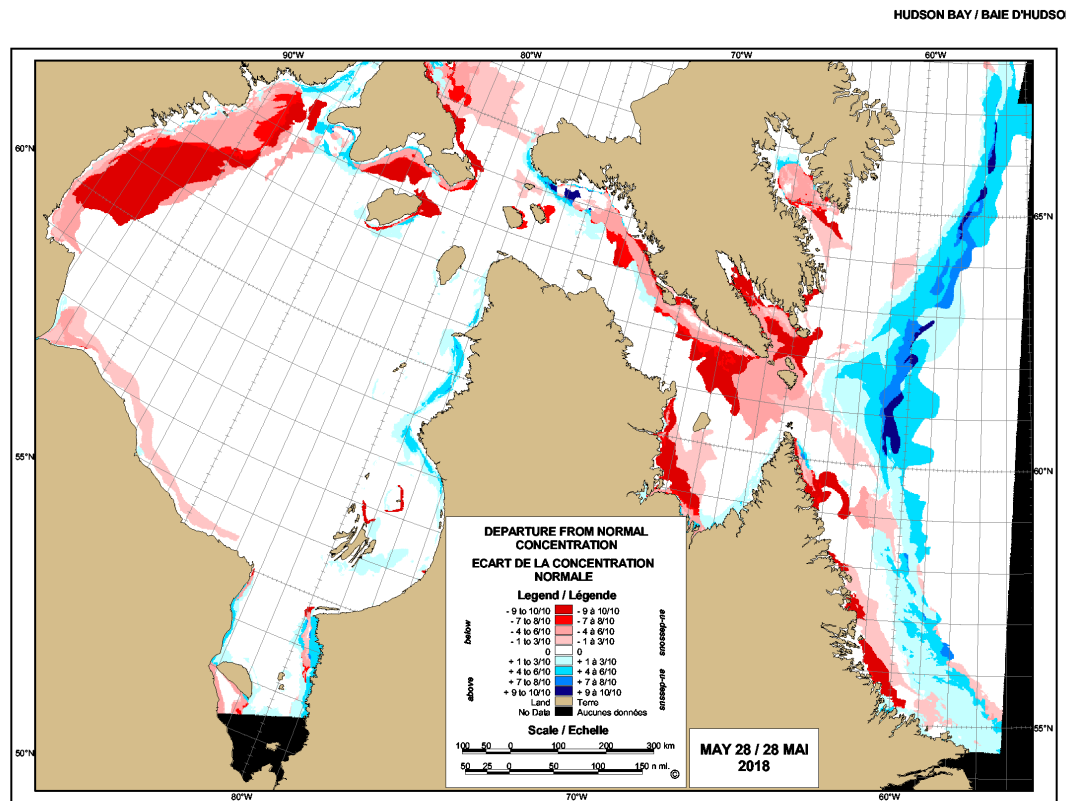 HUDSON BAY / BAIE D'HUDSO
90°W 80°W 70°W 60°W
60°N
65°N
55°N
60°N
DEPARTURE FROM NORMAL
CONCENTRATION
ECART DE LA CONCENTRATION
NORMALE
Legend / Légende
below
- 9 to 10/10 - 9 à 10/10
- 7 to 8/10 - 7 à 8/10
- 4 to 6/10 - 4 à 6/10
- 1 to 3/10 - 1 à 3/10
au-dessous
0 0
above
+ 1 to 3/10 + 1 à 3/10
+ 4 to 6/10 + 4 à 6/10
+ 7 to 8/10 + 7 à 8/10
+ 9 to 10/10 + 9 à 10/10
au-dessus
Land Terre
No Data Aucunes données
Scale / Echelle
100 50 0 100 200 300 km
50 25 0 50 100 150 n mi.
©
MAY 28 / 28 MAI
2018
55°N
50°N
80°W 70°W 60°W